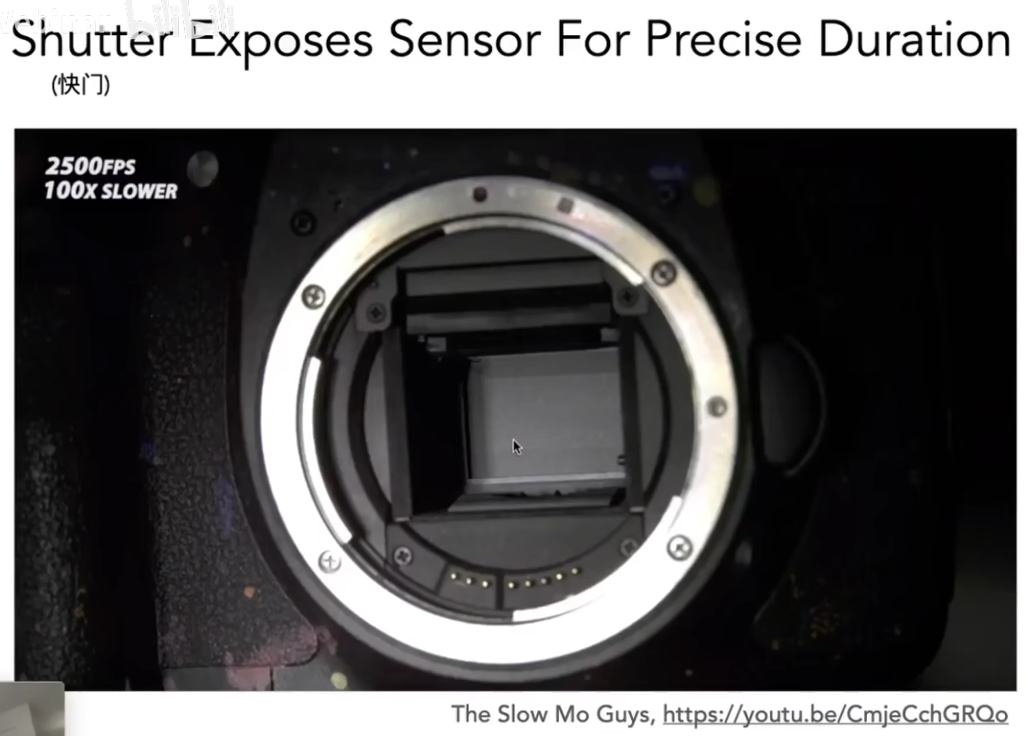 Shutter Exposes Sensor For Precise Duration
(快门)
2500FPS
100X SLOWER
The Slow Mo Guys, https://youtu.be/CmjeCchGRQo